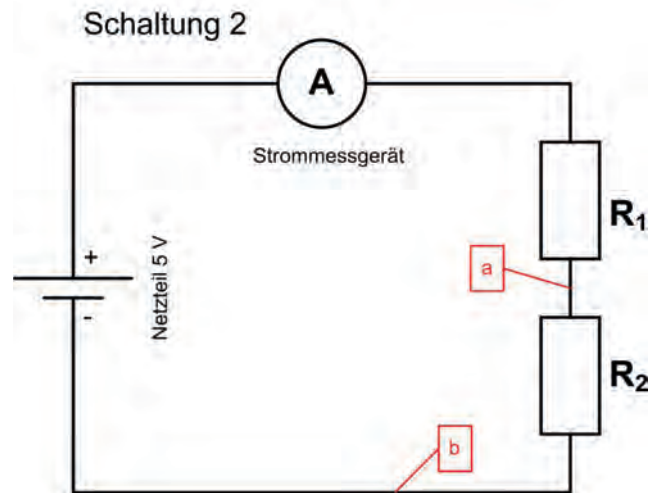 Schaltung 2
A
Strommessgerät
R1
+
Netzteil 5 V
-
a
R2
b